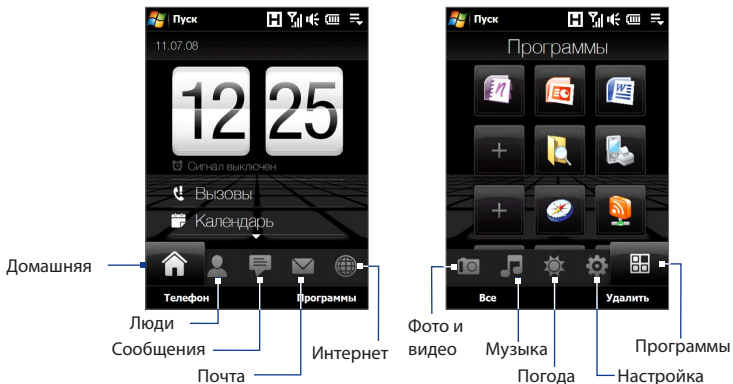 Пуск
11.07.08
12 25
Сигнал выключен
Вызовы
Календарь
Телефон Программы
Домашняя
Люди
Сообщения
Почта
Интернет
Пуск
Программы
Все Удалить
Фото и
видео
Музыка
Погода
Настройка
Программы